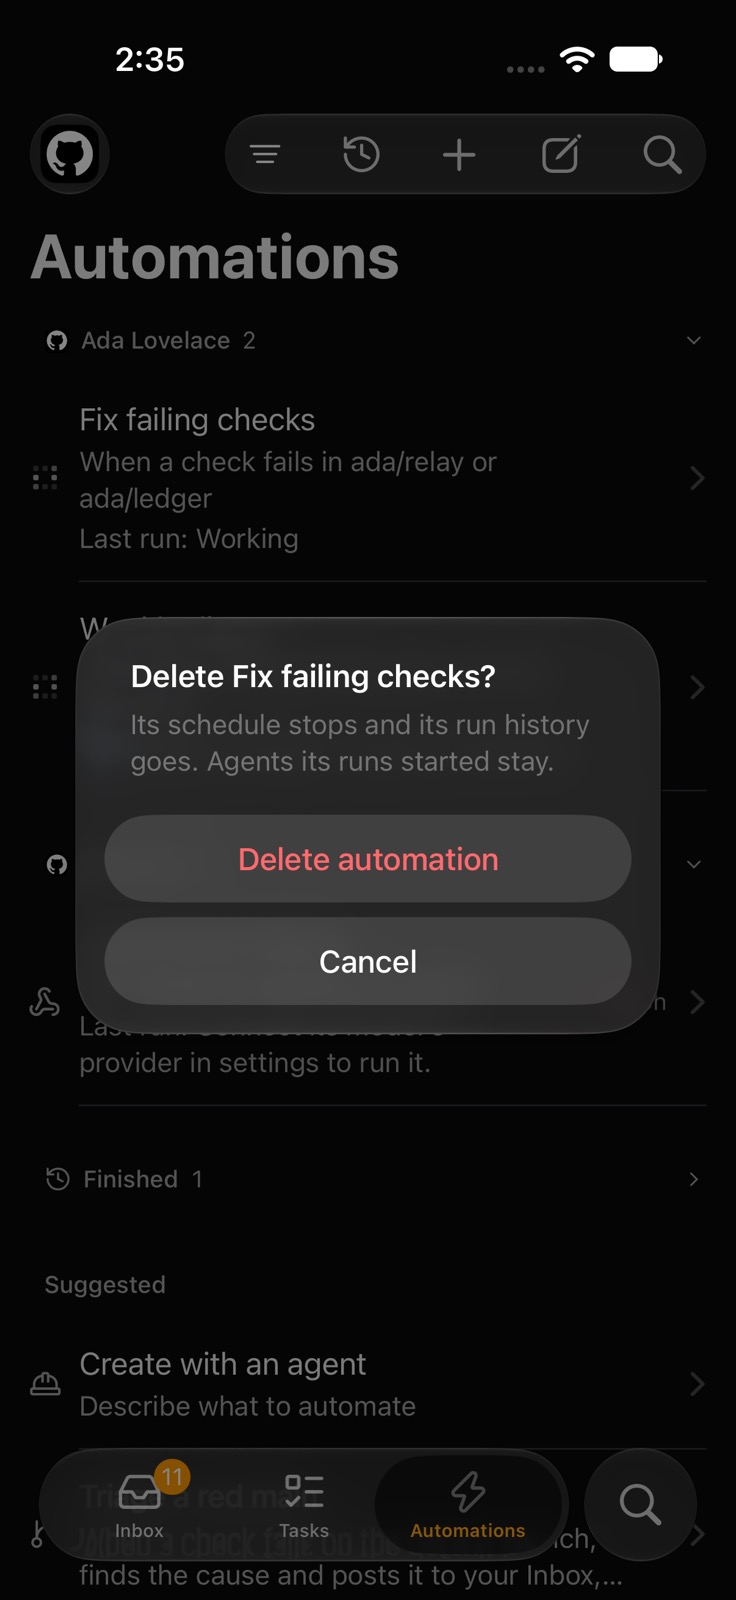 2:35
Automations
Ada Lovelace 2
Fix failing checks
When a check fails in ada/relay or
ada/ledger
Last run: Working
Delete Fix failing checks?
Its schedule stops and its run history
goes. Agents its runs started stay.
Delete automation
Cancel
provider in settings to run it.
Finished 1
Suggested
Create with an agent
Describe what to automate
11
Inbox
Tasks
Automations
finds the cause and posts it to your Inbox,...